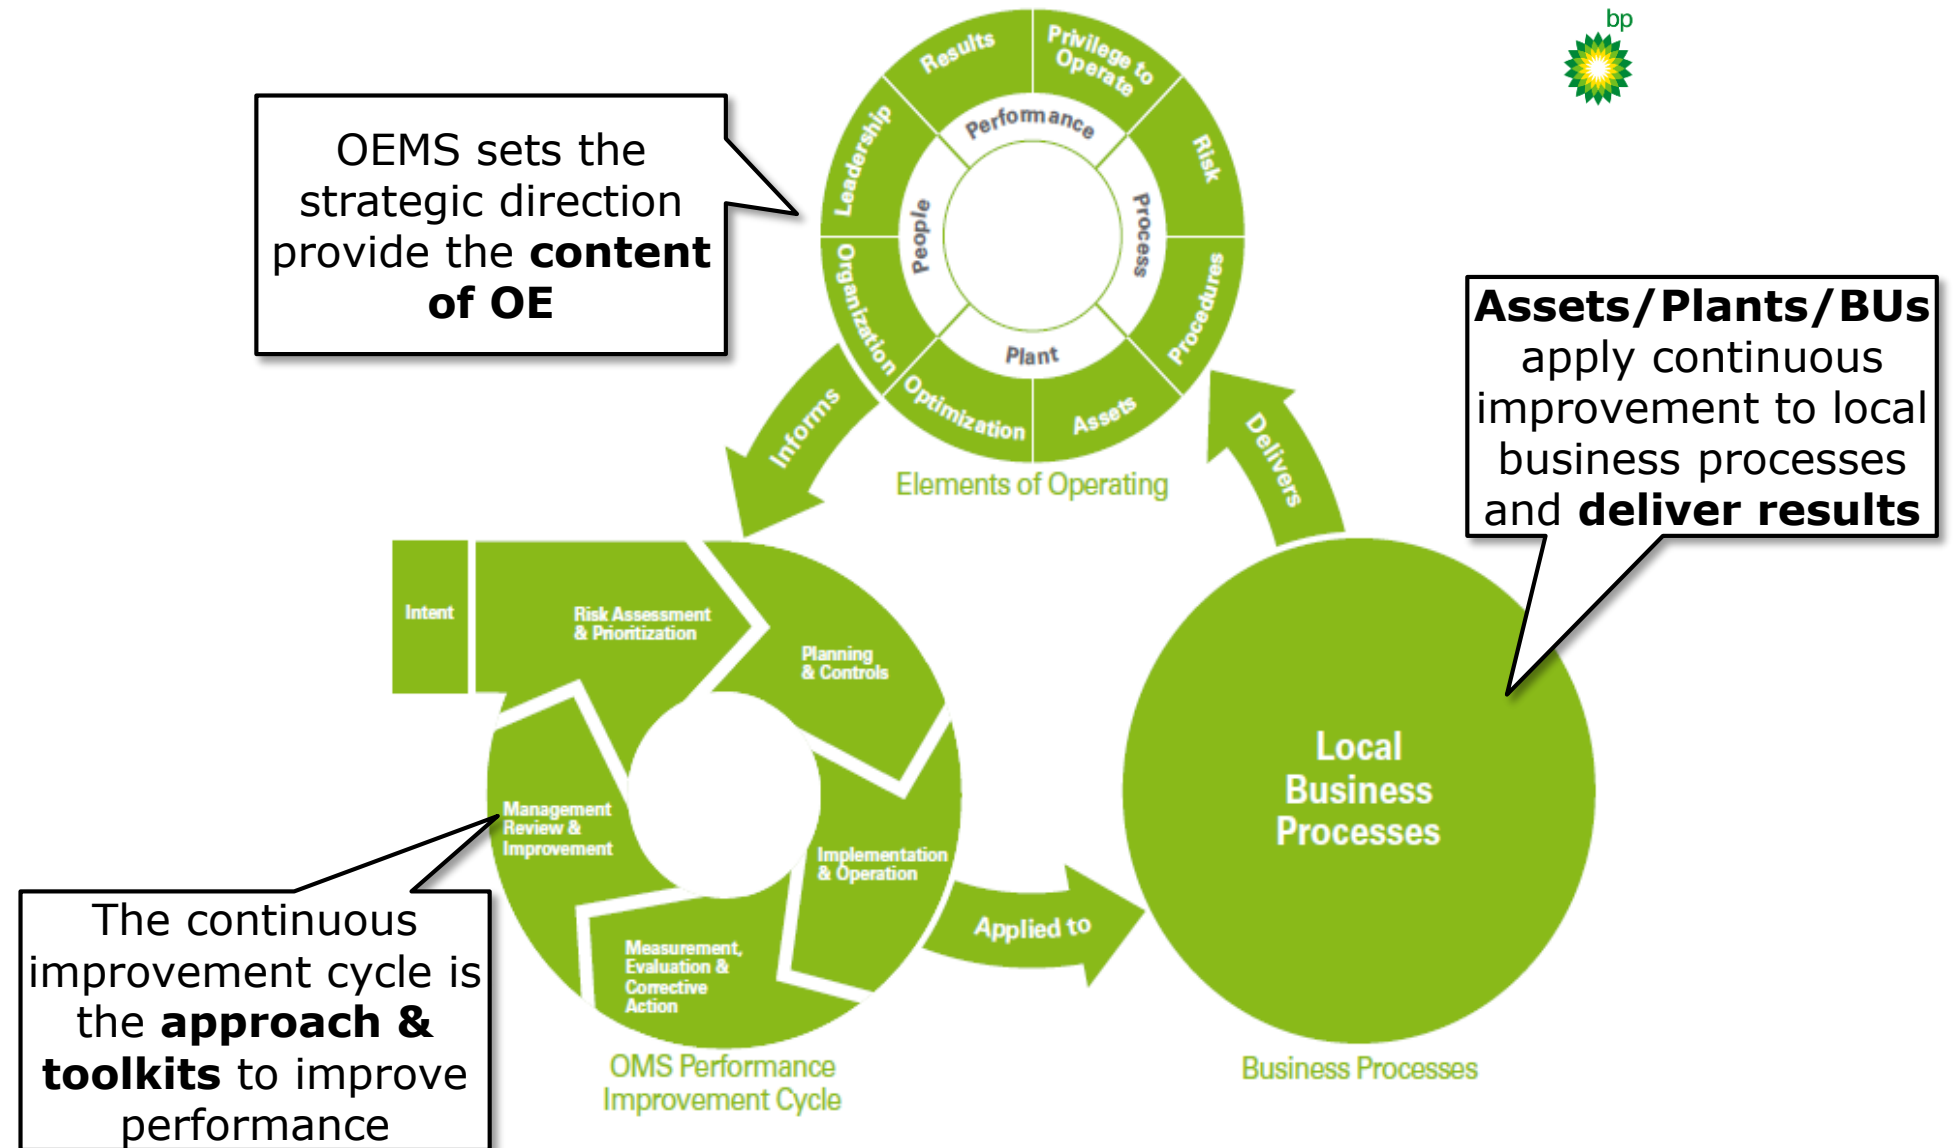 bp
OEMS sets the
strategic direction
provide the content
of OE
Results
Privilege to
Operate
Leadership
Risk
Performance
People
Process
Plant
Organization
Procedures
Optimization
Assets
Elements of Operating
Informs
Delivers
Assets/Plants/BUs
apply continuous
improvement to local
business processes
and deliver results
Intent
Risk Assessment
& Prioritization
Planning
& Controls
Management
Review &
Improvement
Implementation
& Operation
Measurement,
Evaluation &
Corrective
Action
OMS Performance
Improvement Cycle
Applied to
Local
Business
Processes
Business Processes
The continuous
improvement cycle is
the approach &
toolkits to improve
performance